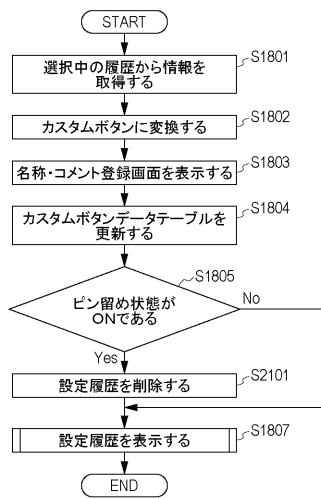 START
選択中の履歴から情報を
取得する
S1801
カスタムボタンに変換する
S1802
名称・コメント登録画面を表示する
S1803
カスタムボタンデータテーブルを
更新する
S1804
ピン留め状態が
ONである
S1805
No
Yes
設定履歴を削除する
S2101
設定履歴を表示する
S1807
END